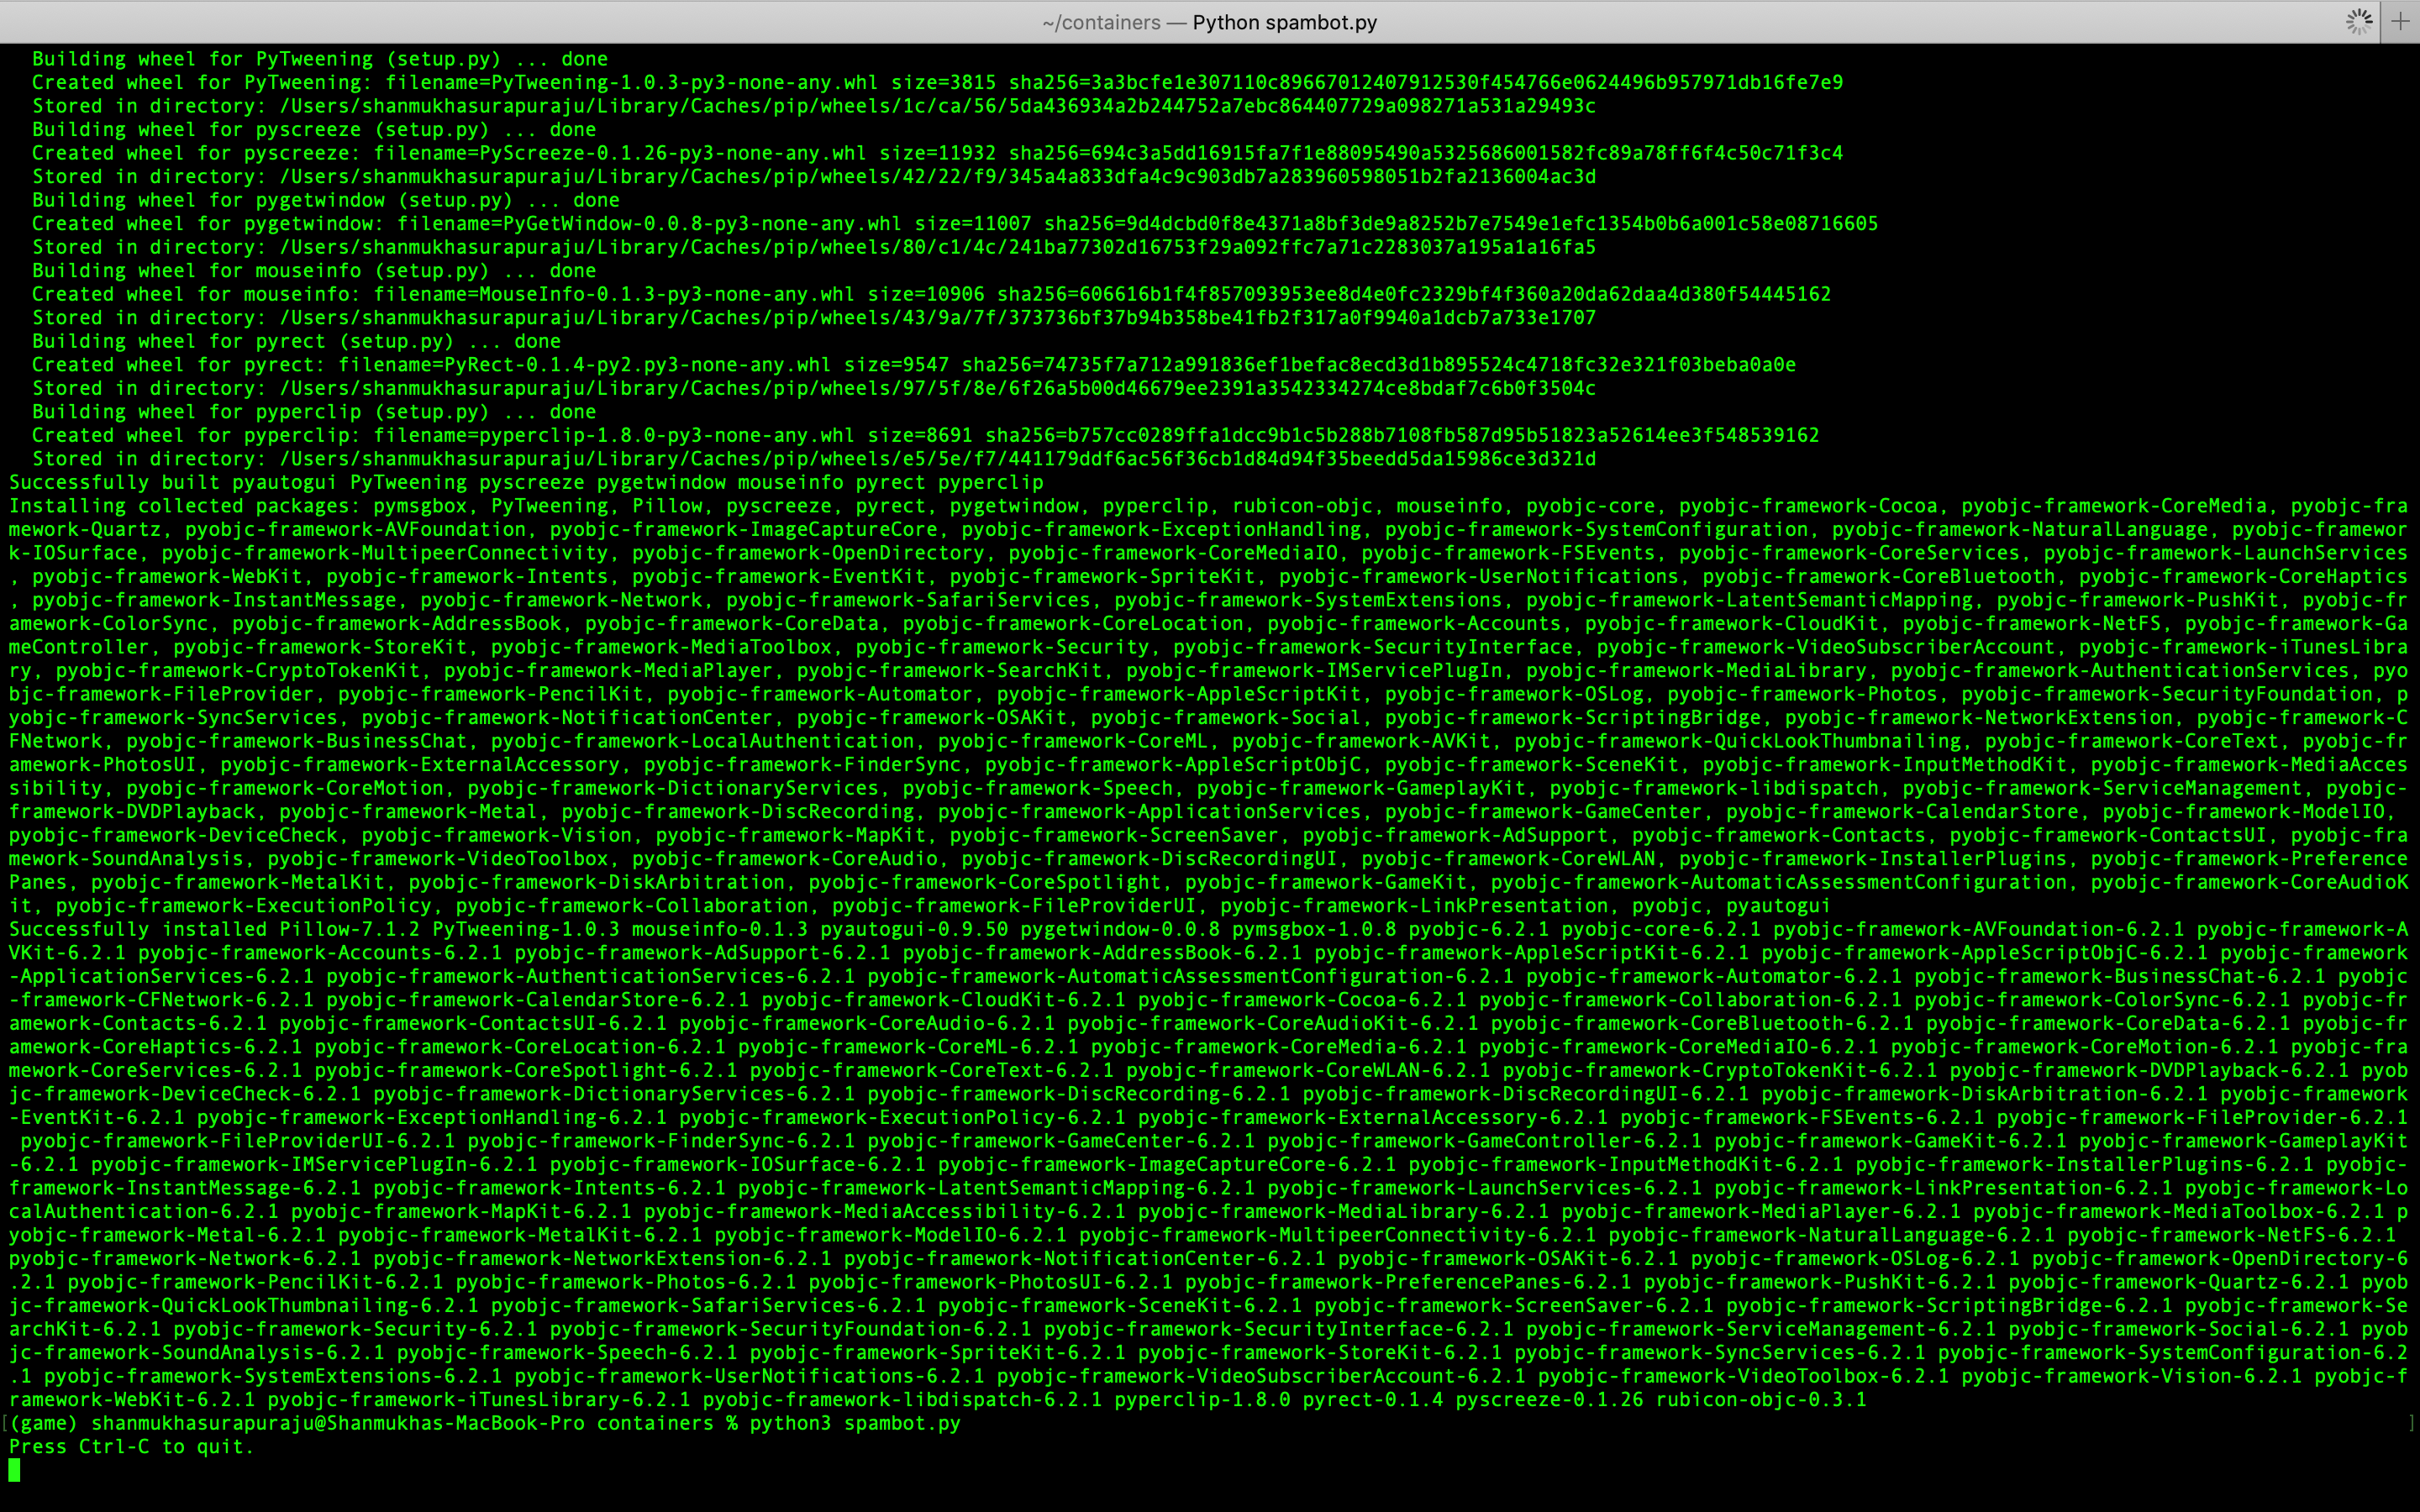 ~/containers — Python spambot.py
Building wheel for PyTweening (setup.py) ... done
Created wheel for PyTweening: filename=PyTweening-1.0.3-py3-none-any.whl size=3815 sha256=3a3bcfe1e307110c89667012407912530f454766e0624496b957971db16fe7e9
Stored in directory: /Users/shanmukhasurapuraju/Library/Caches/pip/wheels/1c/ca/56/5da436934a2b244752a7ebc864407729a098271a531a29493c
Building wheel for pyscreeze (setup.py) ... done
Created wheel for pyscreeze: filename=PyScreeze-0.1.26-py3-none-any.whl size=11932 sha256=694c3a5dd16915fa7f1e88095490a5325686001582fc89a78ff6f4c50c71f3c4
Stored in directory: /Users/shanmukhasurapuraju/Library/Caches/pip/wheels/42/22/f9/345a4a833dfa4c9c903db7a283960598051b2fa2136004ac3d
Building wheel for pygetwindow (setup.py) ... done
Created wheel for pygetwindow: filename=PyGetWindow-0.0.8-py3-none-any.whl size=11007 sha256=9d4dcbd0f8e4371a8bf3de9a8252b7e7549e1efc1354b0b6a001c58e08716605
Stored in directory: /Users/shanmukhasurapuraju/Library/Caches/pip/wheels/80/c1/4c/241ba77302d16753f29a092ffc7a71c2283037a195a1a16fa5
Building wheel for mouseinfo (setup.py) ... done
Created wheel for mouseinfo: filename=MouseInfo-0.1.3-py3-none-any.whl size=10906 sha256=606616b1f4f857093953ee8d4e0fc2329bf4f360a20da62daa4d380f54445162
Stored in directory: /Users/shanmukhasurapuraju/Library/Caches/pip/wheels/43/9a/7f/373736bf37b94b358be41fb2f317a0f9940a1dcb7a733e1707
Building wheel for pyrect (setup.py) ... done
Created wheel for pyrect: filename=PyRect-0.1.4-py2.py3-none-any.whl size=9547 sha256=74735f7a712a991836ef1befac8ecd3d1b895524c4718fc32e321f03beba0a0e
Stored in directory: /Users/shanmukhasurapuraju/Library/Caches/pip/wheels/97/5f/8e/6f26a5b00d46679ee2391a3542334274ce8bdaf7c6b0f3504c
Building wheel for pyperclip (setup.py) ... done
Created wheel for pyperclip: filename=pyperclip-1.8.0-py3-none-any.whl size=8691 sha256=b757cc0289ffa1dcc9b1c5b288b7108fb587d95b51823a52614ee3f548539162
Stored in directory: /Users/shanmukhasurapuraju/Library/Caches/pip/wheels/e5/5e/f7/441179ddf6ac56f36cb1d84d94f35beedd5da15986ce3d321d
Successfully built pyautogui PyTweening pyscreeze pygetwindow mouseinfo pyrect pyperclip
Installing collected packages: pymsgbox, PyTweening, Pillow, pyscreeze, pyrect, pygetwindow, pyperclip, rubicon-objc, mouseinfo, pyobjc-core, pyobjc-framework-Cocoa, pyobjc-framework-CoreMedia, pyobjc-fra
mework-Quartz, pyobjc-framework-AVFoundation, pyobjc-framework-ImageCaptureCore, pyobjc-framework-ExceptionHandling, pyobjc-framework-SystemConfiguration, pyobjc-framework-NaturalLanguage, pyobjc-framewor
k-IOSurface, pyobjc-framework-MultipeerConnectivity, pyobjc-framework-OpenDirectory, pyobjc-framework-CoreMediaIO, pyobjc-framework-FSEvents, pyobjc-framework-CoreServices, pyobjc-framework-LaunchServices
, pyobjc-framework-WebKit, pyobjc-framework-Intents, pyobjc-framework-EventKit, pyobjc-framework-SpriteKit, pyobjc-framework-UserNotifications, pyobjc-framework-CoreBluetooth, pyobjc-framework-CoreHaptics
, pyobjc-framework-InstantMessage, pyobjc-framework-Network, pyobjc-framework-SafariServices, pyobjc-framework-SystemExtensions, pyobjc-framework-LatentSemanticMapping, pyobjc-framework-PushKit, pyobjc-fr
amework-ColorSync, pyobjc-framework-AddressBook, pyobjc-framework-CoreData, pyobjc-framework-CoreLocation, pyobjc-framework-Accounts, pyobjc-framework-CloudKit, pyobjc-framework-NetFS, pyobjc-framework-Ga
meController, pyobjc-framework-StoreKit, pyobjc-framework-MediaToolbox, pyobjc-framework-Security, pyobjc-framework-SecurityInterface, pyobjc-framework-VideoSubscriberAccount, pyobjc-framework-iTunesLibra
ry, pyobjc-framework-CryptoTokenKit, pyobjc-framework-MediaPlayer, pyobjc-framework-SearchKit, pyobjc-framework-IMServicePlugIn, pyobjc-framework-MediaLibrary, pyobjc-framework-AuthenticationServices, pyo
bjc-framework-FileProvider, pyobjc-framework-PencilKit, pyobjc-framework-Automator, pyobjc-framework-AppleScriptKit, pyobjc-framework-OSLog, pyobjc-framework-Photos, pyobjc-framework-SecurityFoundation, p
yobjc-framework-SyncServices, pyobjc-framework-NotificationCenter, pyobjc-framework-OSAKit, pyobjc-framework-Social, pyobjc-framework-ScriptingBridge, pyobjc-framework-NetworkExtension, pyobjc-framework-C
FNetwork, pyobjc-framework-BusinessChat, pyobjc-framework-LocalAuthentication, pyobjc-framework-CoreML, pyobjc-framework-AVKit, pyobjc-framework-QuickLookThumbnailing, pyobjc-framework-CoreText, pyobjc-fr
amework-PhotosUI, pyobjc-framework-ExternalAccessory, pyobjc-framework-FinderSync, pyobjc-framework-AppleScriptObjC, pyobjc-framework-SceneKit, pyobjc-framework-InputMethodKit, pyobjc-framework-MediaAcces
sibility, pyobjc-framework-CoreMotion, pyobjc-framework-DictionaryServices, pyobjc-framework-Speech, pyobjc-framework-GameplayKit, pyobjc-framework-libdispatch, pyobjc-framework-ServiceManagement, pyobjc-
framework-DVDPlayback, pyobjc-framework-Metal, pyobjc-framework-DiscRecording, pyobjc-framework-ApplicationServices, pyobjc-framework-GameCenter, pyobjc-framework-CalendarStore, pyobjc-framework-ModelIO,
pyobjc-framework-DeviceCheck, pyobjc-framework-Vision, pyobjc-framework-MapKit, pyobjc-framework-ScreenSaver, pyobjc-framework-AdSupport, pyobjc-framework-Contacts, pyobjc-framework-ContactsUI, pyobjc-fra
mework-SoundAnalysis, pyobjc-framework-VideoToolbox, pyobjc-framework-CoreAudio, pyobjc-framework-DiscRecordingUI, pyobjc-framework-CoreWLAN, pyobjc-framework-InstallerPlugins, pyobjc-framework-Preference
Panes, pyobjc-framework-MetalKit, pyobjc-framework-DiskArbitration, pyobjc-framework-CoreSpotlight, pyobjc-framework-GameKit, pyobjc-framework-AutomaticAssessmentConfiguration, pyobjc-framework-CoreAudioK
it, pyobjc-framework-ExecutionPolicy, pyobjc-framework-Collaboration, pyobjc-framework-FileProviderUI, pyobjc-framework-LinkPresentation, pyobjc, pyautogui
Successfully installed Pillow-7.1.2 PyTweening-1.0.3 mouseinfo-0.1.3 pyautogui-0.9.50 pygetwindow-0.0.8 pymsgbox-1.0.8 pyobjc-6.2.1 pyobjc-core-6.2.1 pyobjc-framework-AVFoundation-6.2.1 pyobjc-framework-A
VKit-6.2.1 pyobjc-framework-Accounts-6.2.1 pyobjc-framework-AdSupport-6.2.1 pyobjc-framework-AddressBook-6.2.1 pyobjc-framework-AppleScriptKit-6.2.1 pyobjc-framework-AppleScriptObjC-6.2.1 pyobjc-framework
-ApplicationServices-6.2.1 pyobjc-framework-AuthenticationServices-6.2.1 pyobjc-framework-AutomaticAssessmentConfiguration-6.2.1 pyobjc-framework-Automator-6.2.1 pyobjc-framework-BusinessChat-6.2.1 pyobjc
-framework-CFNetwork-6.2.1 pyobjc-framework-CalendarStore-6.2.1 pyobjc-framework-CloudKit-6.2.1 pyobjc-framework-Cocoa-6.2.1 pyobjc-framework-Collaboration-6.2.1 pyobjc-framework-ColorSync-6.2.1 pyobjc-fr
amework-Contacts-6.2.1 pyobjc-framework-ContactsUI-6.2.1 pyobjc-framework-CoreAudio-6.2.1 pyobjc-framework-CoreAudioKit-6.2.1 pyobjc-framework-CoreBluetooth-6.2.1 pyobjc-framework-CoreData-6.2.1 pyobjc-fr
amework-CoreHaptics-6.2.1 pyobjc-framework-CoreLocation-6.2.1 pyobjc-framework-CoreML-6.2.1 pyobjc-framework-CoreMedia-6.2.1 pyobjc-framework-CoreMediaIO-6.2.1 pyobjc-framework-CoreMotion-6.2.1 pyobjc-fra
mework-CoreServices-6.2.1 pyobjc-framework-CoreSpotlight-6.2.1 pyobjc-framework-CoreText-6.2.1 pyobjc-framework-CoreWLAN-6.2.1 pyobjc-framework-CryptoTokenKit-6.2.1 pyobjc-framework-DVDPlayback-6.2.1 pyob
jc-framework-DeviceCheck-6.2.1 pyobjc-framework-DictionaryServices-6.2.1 pyobjc-framework-DiscRecording-6.2.1 pyobjc-framework-DiscRecordingUI-6.2.1 pyobjc-framework-DiskArbitration-6.2.1 pyobjc-framework
-EventKit-6.2.1 pyobjc-framework-ExceptionHandling-6.2.1 pyobjc-framework-ExecutionPolicy-6.2.1 pyobjc-framework-ExternalAccessory-6.2.1 pyobjc-framework-FSEvents-6.2.1 pyobjc-framework-FileProvider-6.2.1
pyobjc-framework-FileProviderUI-6.2.1 pyobjc-framework-FinderSync-6.2.1 pyobjc-framework-GameCenter-6.2.1 pyobjc-framework-GameController-6.2.1 pyobjc-framework-GameKit-6.2.1 pyobjc-framework-GameplayKit
-6.2.1 pyobjc-framework-IMServicePlugIn-6.2.1 pyobjc-framework-IOSurface-6.2.1 pyobjc-framework-ImageCaptureCore-6.2.1 pyobjc-framework-InputMethodKit-6.2.1 pyobjc-framework-InstallerPlugins-6.2.1 pyobjc-
framework-InstantMessage-6.2.1 pyobjc-framework-Intents-6.2.1 pyobjc-framework-LatentSemanticMapping-6.2.1 pyobjc-framework-LaunchServices-6.2.1 pyobjc-framework-LinkPresentation-6.2.1 pyobjc-framework-Lo
calAuthentication-6.2.1 pyobjc-framework-MapKit-6.2.1 pyobjc-framework-MediaAccessibility-6.2.1 pyobjc-framework-MediaLibrary-6.2.1 pyobjc-framework-MediaPlayer-6.2.1 pyobjc-framework-MediaToolbox-6.2.1 p
yobjc-framework-Metal-6.2.1 pyobjc-framework-MetalKit-6.2.1 pyobjc-framework-ModelIO-6.2.1 pyobjc-framework-MultipeerConnectivity-6.2.1 pyobjc-framework-NaturalLanguage-6.2.1 pyobjc-framework-NetFS-6.2.1
pyobjc-framework-Network-6.2.1 pyobjc-framework-NetworkExtension-6.2.1 pyobjc-framework-NotificationCenter-6.2.1 pyobjc-framework-OSAKit-6.2.1 pyobjc-framework-OSLog-6.2.1 pyobjc-framework-OpenDirectory-6
.2.1 pyobjc-framework-PencilKit-6.2.1 pyobjc-framework-Photos-6.2.1 pyobjc-framework-PhotosUI-6.2.1 pyobjc-framework-PreferencePanes-6.2.1 pyobjc-framework-PushKit-6.2.1 pyobjc-framework-Quartz-6.2.1 pyob
jc-framework-QuickLookThumbnailing-6.2.1 pyobjc-framework-SafariServices-6.2.1 pyobjc-framework-SceneKit-6.2.1 pyobjc-framework-ScreenSaver-6.2.1 pyobjc-framework-ScriptingBridge-6.2.1 pyobjc-framework-Se
archKit-6.2.1 pyobjc-framework-Security-6.2.1 pyobjc-framework-SecurityFoundation-6.2.1 pyobjc-framework-SecurityInterface-6.2.1 pyobjc-framework-ServiceManagement-6.2.1 pyobjc-framework-Social-6.2.1 pyob
jc-framework-SoundAnalysis-6.2.1 pyobjc-framework-Speech-6.2.1 pyobjc-framework-SpriteKit-6.2.1 pyobjc-framework-StoreKit-6.2.1 pyobjc-framework-SyncServices-6.2.1 pyobjc-framework-SystemConfiguration-6.2
.1 pyobjc-framework-SystemExtensions-6.2.1 pyobjc-framework-UserNotifications-6.2.1 pyobjc-framework-VideoSubscriberAccount-6.2.1 pyobjc-framework-VideoToolbox-6.2.1 pyobjc-framework-Vision-6.2.1 pyobjc-f
ramework-WebKit-6.2.1 pyobjc-framework-iTunesLibrary-6.2.1 pyobjc-framework-libdispatch-6.2.1 pyperclip-1.8.0 pyrect-0.1.4 pyscreeze-0.1.26 rubicon-objc-0.3.1
[(game) shanmukhasurapuraju@Shanmukhas-MacBook-Pro containers % python3 spambot.py ]
Press Ctrl-C to quit.